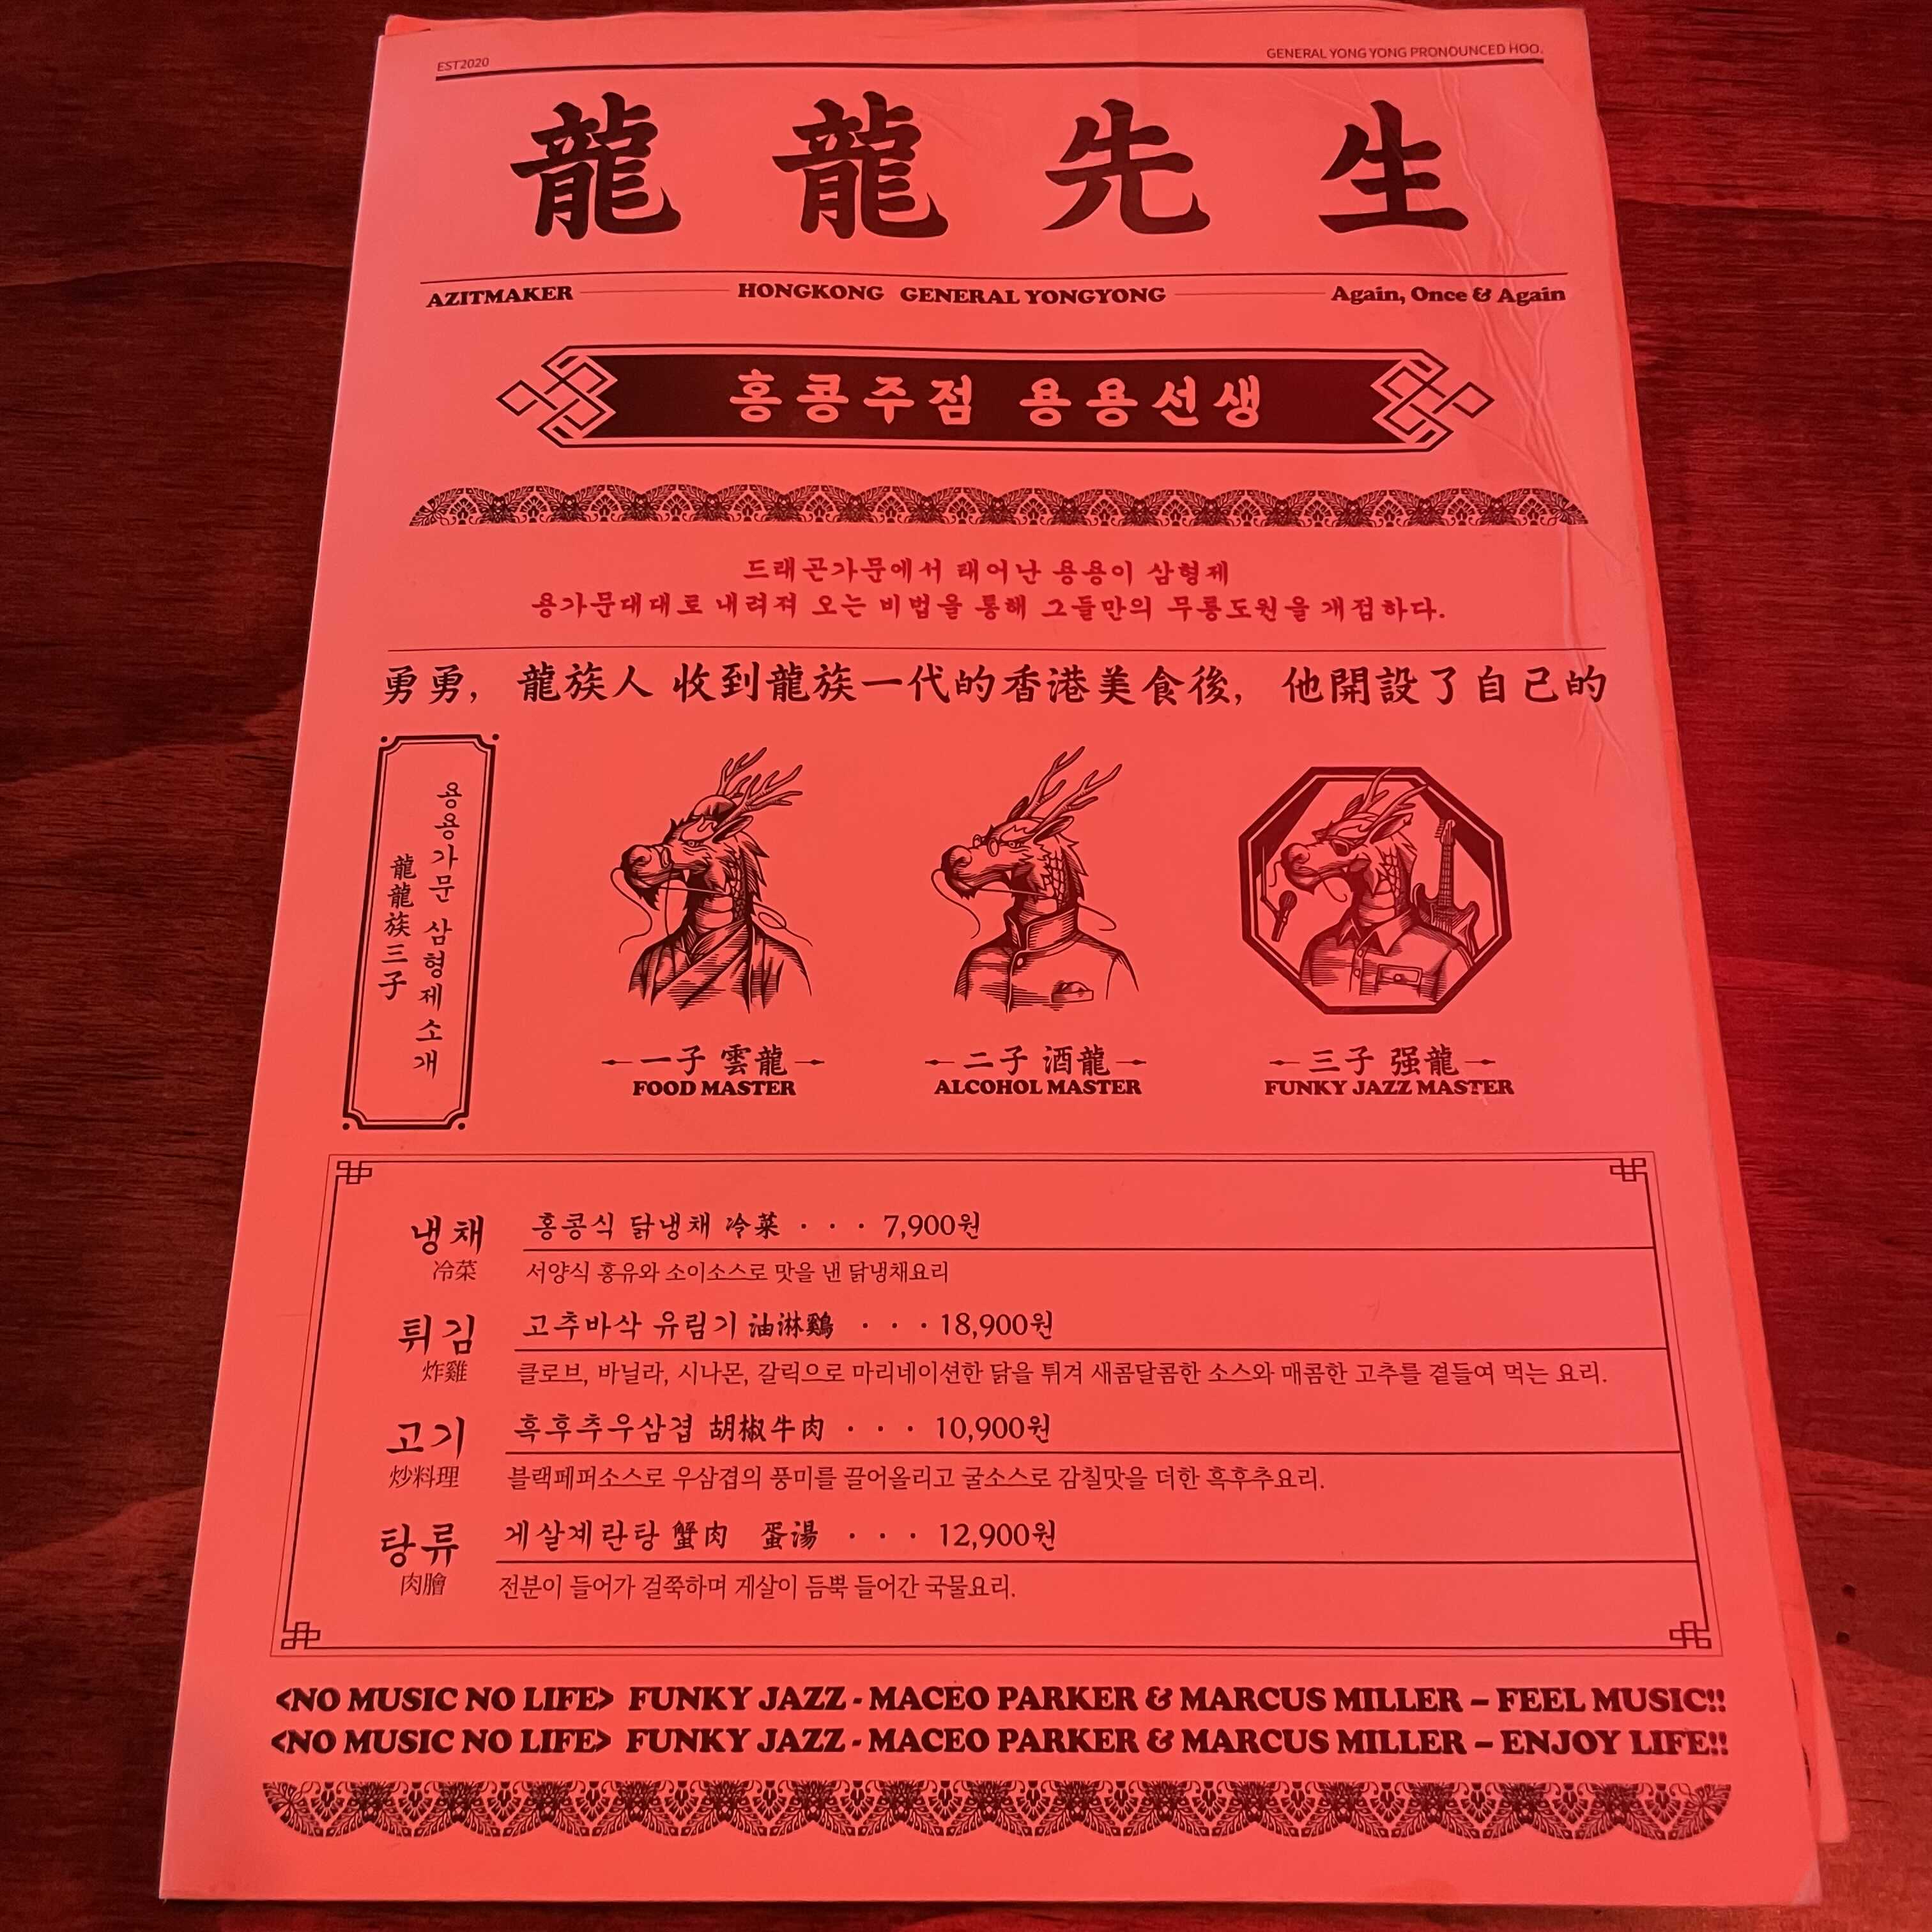 EST2020
GENERAL YONG YONG PRONOUNCED HOO.
龍龍先生
AZITMAKER HONGKONG GENERAL YONGYONG Again, Once & Again
홍콩주점 용용선생
드래곤가문에서 태어난 용용이 삼형제
용가문대대로 내려져 오는 비법을 통해 그들만의 무릉도원을 개점하다.
勇勇, 龍族人 收到龍族一代的香港美食後, 他開設了自己的
용용가문 삼형제 소개
龍龍族三子
一子 雲龍
FOOD MASTER
二子 酒龍
ALCOHOL MASTER
三子 强龍
FUNKY JAZZ MASTER
냉채 홍콩식 닭냉채 冷菜 · · · 7,900원
冷菜 서양식 홍유와 소이소스로 맛을 낸 닭냉채요리
튀김 고추바삭 유림기 油淋鷄 · · · 18,900원
炸雞 클로브, 바닐라, 시나몬, 갈릭으로 마리네이션한 닭을 튀겨 새콤달콤한 소스와 매콤한 고추를 곁들여 먹는 요리.
고기 흑후추우삼겹 胡椒牛肉 · · · 10,900원
炒料理 블랙페퍼소스로 우삼겹의 풍미를 끌어올리고 굴소스로 감칠맛을 더한 흑후추요리.
탕류 게살계란탕 蟹肉 蛋湯 · · · 12,900원
肉膾 전분이 들어가 걸쭉하며 게살이 듬뿍 들어간 국물요리.
<NO MUSIC NO LIFE> FUNKY JAZZ - MACEO PARKER & MARCUS MILLER – FEEL MUSIC!!
<NO MUSIC NO LIFE> FUNKY JAZZ - MACEO PARKER & MARCUS MILLER – ENJOY LIFE!!